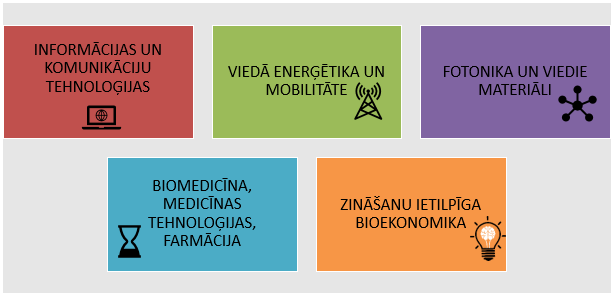 INFORMĀCIJAS UN
KOMUNIKĀCIJU
TEHNOLOĢIJAS
VIEDĀ ENERĢĒTIKA UN
MOBILITĀTE
FOTONIKA UN VIEDIE
MATERIĀLI
BIOMEDICĪNA,
MEDICĪNAS
TEHNOLOĢIJAS,
FARMĀCIJA
ZINĀŠANU IETILPĪGA
BIOEKONOMIKA